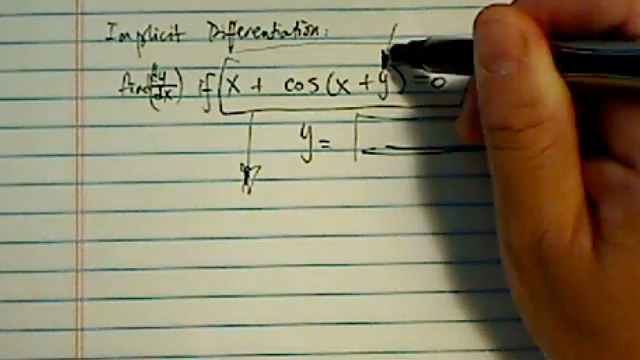 Implicit Differentiation:
find (dy/dx) if x + cos(x + y) = 0
y =